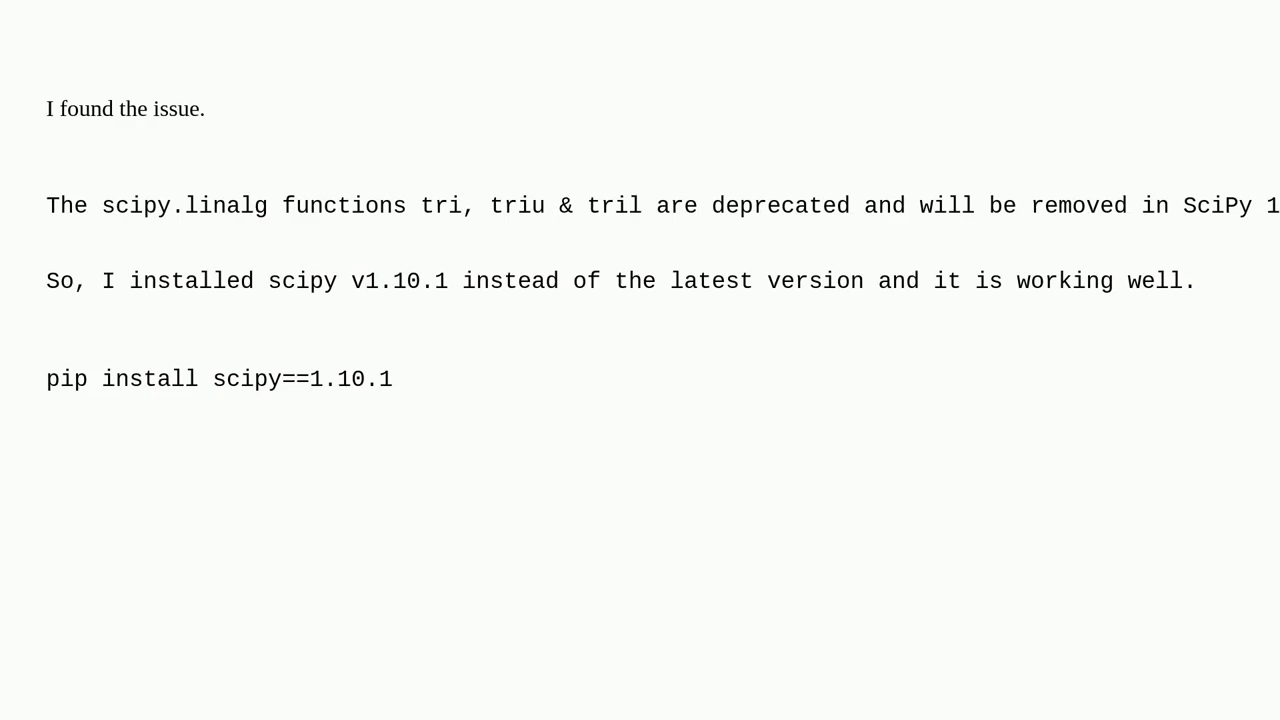 I found the issue.
The scipy.linalg functions tri, triu & tril are deprecated and will be removed in SciPy 1
So, I installed scipy v1.10.1 instead of the latest version and it is working well.
pip install scipy==1.10.1